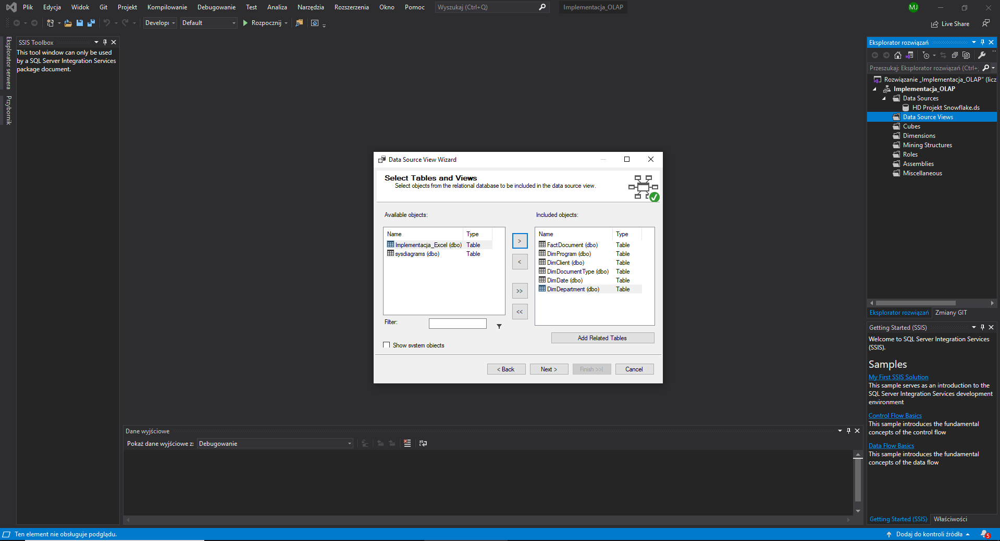 Plik Edycja Widok Git Projekt Kompilowanie Debugowanie Test Analiza Narzędzia Rozszerzenia Okno Pomoc Wyszukaj (Ctrl+Q) Implementacja_OLAP MJ
Developi Default Rozpocznij Live Share
Eksplorator serwera
Przybornik
SSIS Toolbox
This tool window can only be used
by a SQL Server Integration Services
package document.
Data Source View Wizard
Select Tables and Views
Select objects from the relational database to be included in the data source view.
Available objects:
Name Type
Implementacja_Excel (dbo) Table
sysdiagrams (dbo) Table
Filter:
Show system objects
>
<
>>
<<
Included objects:
Name Type
FactDocument (dbo) Table
DimProgram (dbo) Table
DimClient (dbo) Table
DimDocumentType (dbo) Table
DimDate (dbo) Table
DimDepartment (dbo) Table
Add Related Tables
< Back Next > Finish >>| Cancel
Dane wyjściowe
Pokaż dane wyjściowe z: Debugowanie
Eksplorator rozwiązań
Przeszukaj: Eksplorator rozwiązań (Ctrl+;
Rozwiązanie „Implementacja_OLAP” (licz
Implementacja_OLAP
Data Sources
HD Projekt Snowflake.ds
Data Source Views
Cubes
Dimensions
Mining Structures
Roles
Assemblies
Miscellaneous
Eksplorator rozwiązań Zmiany GIT
Getting Started (SSIS)
Welcome to SQL Server Integration Services
(SSIS).
Samples
My First SSIS Solution
This sample serves as an introduction to the
SQL Server Integration Services development
environment
Control Flow Basics
This sample introduces the fundamental
concepts of the control flow
Data Flow Basics
This sample introduces the fundamental
concepts of the data flow
Getting Started (SSIS) Właściwości
Ten element nie obsługuje podglądu. Dodaj do kontroli źródła 5